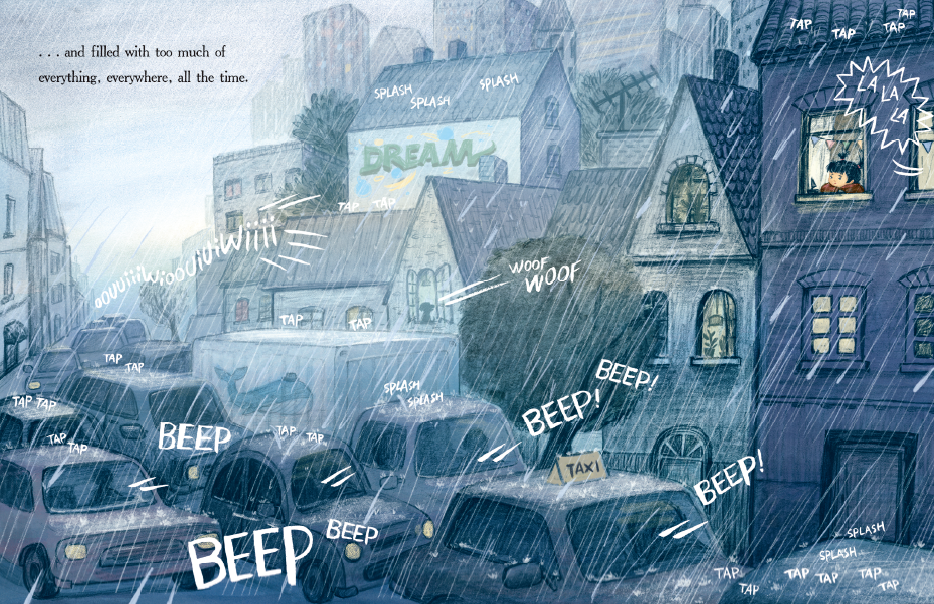 . . . and filled with too much of
everything, everywhere, all the time.
TAP
TAP
TAP
TAP
LA
LA
LA
SPLASH
SPLASH
SPLASH
DREAM
TAP
TAP
WOOF
WOOF
TAP
TAP
TAP
TAP
TAP
TAP
TAP
TAP
SPLASH
SPLASH
BEEP!
BEEP!
BEEP
TAP
TAP
TAXI
BEEP!
BEEP
BEEP
SPLASH
SPLASH
TAP
TAP
TAP
TAP
TAP
TAP